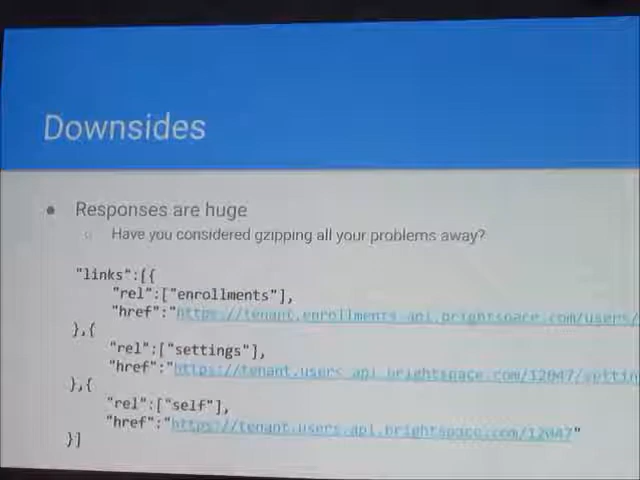 Downsides
● Responses are huge
○ Have you considered gzipping all your problems away?
"links":[{
"rel":["enrollments"],
"href":"https://tenant.enrollments.api.brightspace.com/users/
},{
"rel":["settings"],
"href":"https://tenant.users.api.brightspace.com/12047/settin
},{
"rel":["self"],
"href":"https://tenant.users.api.brightspace.com/12047"
}]